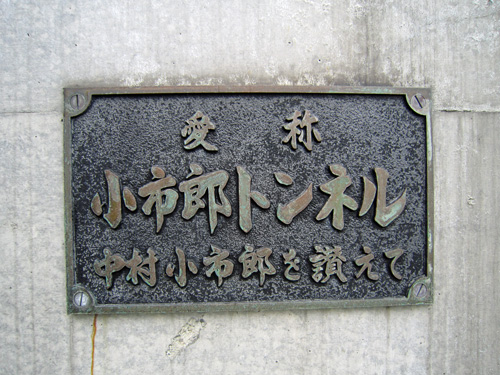 愛称
小市郎トンネル
中村小市郎を讃えて